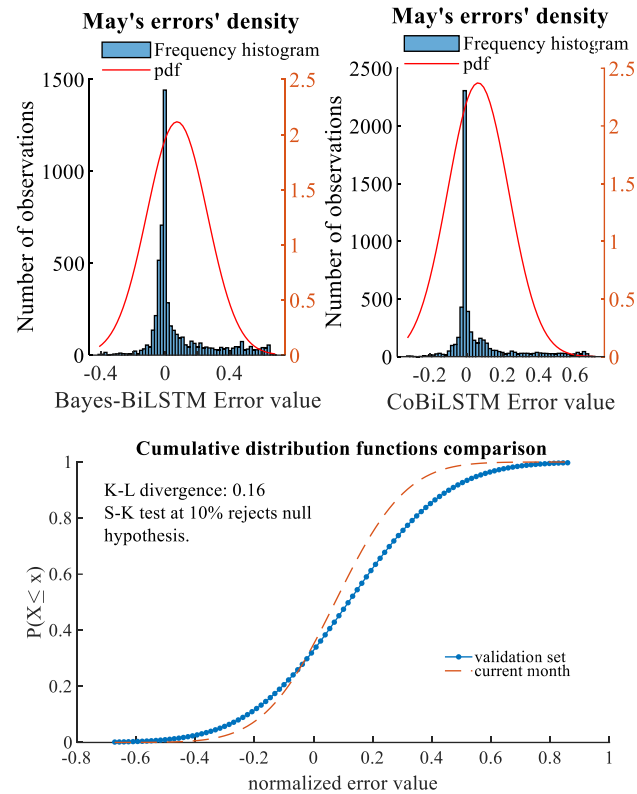 May's errors' density
Frequency histogram
pdf
1500
1000
500
0
2.5
2
1.5
1
0.5
0
Number of observations
-0.4 0 0.4
Bayes-BiLSTM Error value
May's errors' density
Frequency histogram
pdf
2500
2000
1500
1000
500
0
2.5
2
1.5
1
0.5
0
Number of observations
-0.2 0 0.2 0.4 0.6
CoBiLSTM Error value
Cumulative distribution functions comparison
K-L divergence: 0.16
S-K test at 10% rejects null
hypothesis.
1
0.8
0.6
0.4
0.2
0
P(X≤ x)
validation set
current month
-0.8 -0.6 -0.4 -0.2 0 0.2 0.4 0.6 0.8 1
normalized error value